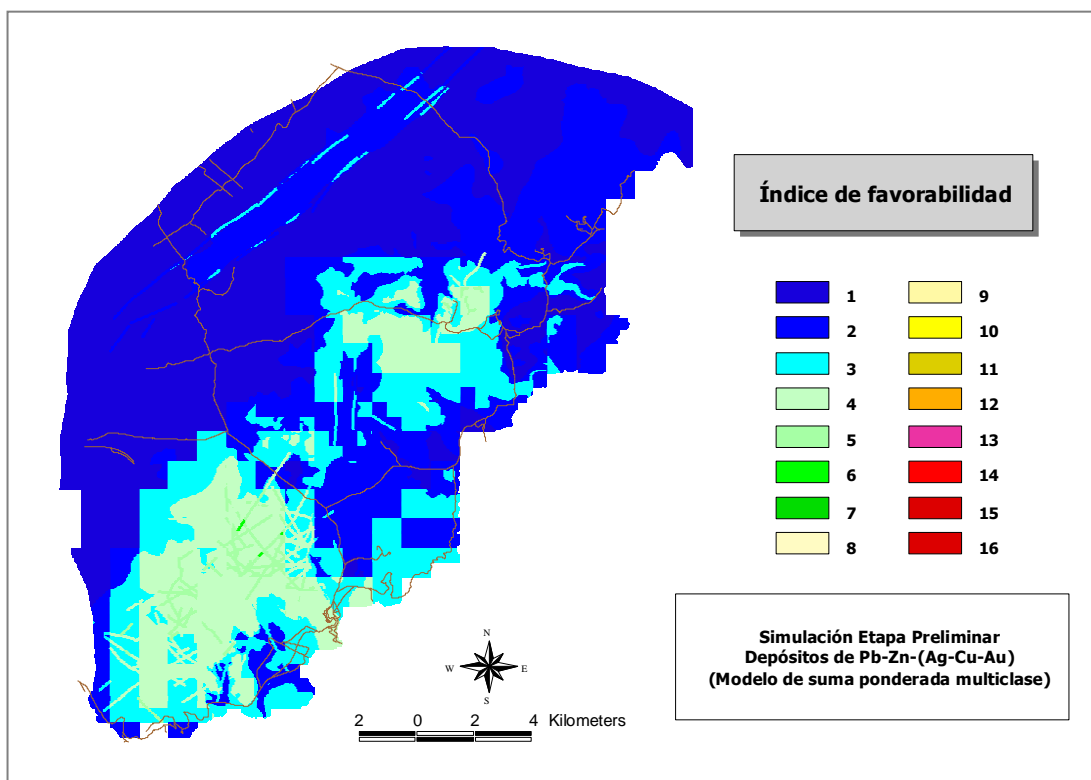 Índice de favorabilidad
1
2
3
4
5
6
7
8
9
10
11
12
13
14
15
16
Simulación Etapa Preliminar
Depósitos de Pb-Zn-(Ag-Cu-Au)
(Modelo de suma ponderada multiclase)
N
W E
S
2 0 2 4 Kilometers